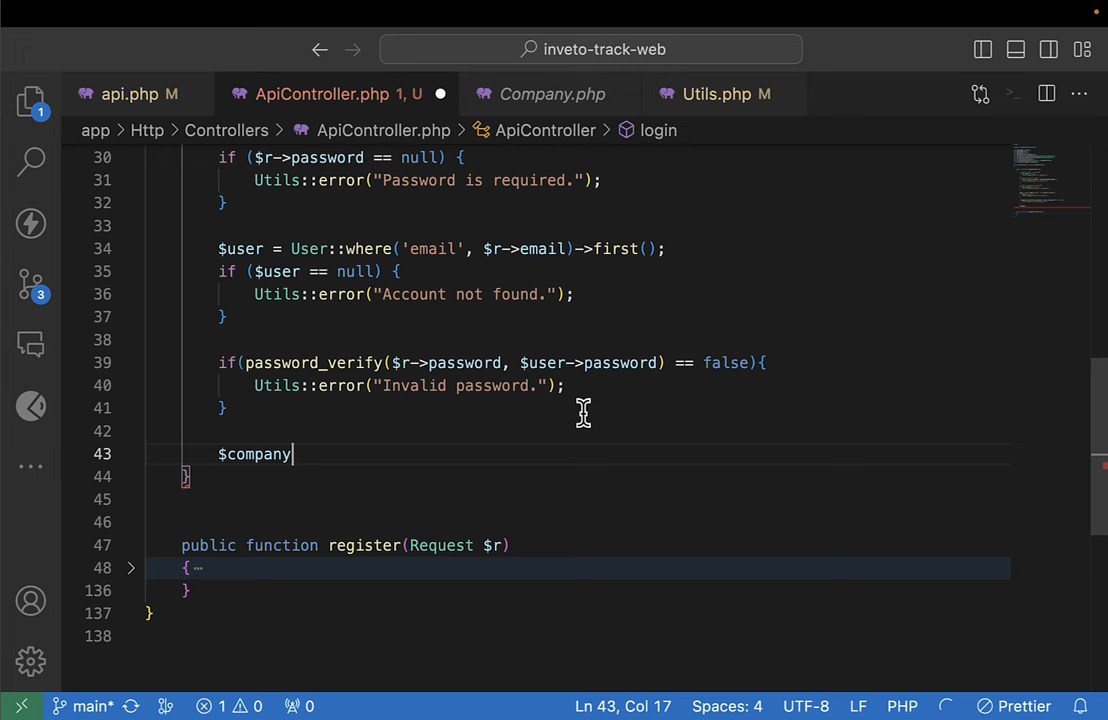 inveto-track-web
api.php M
ApiController.php 1, U
Company.php
Utils.php M
app > Http > Controllers > ApiController.php > ApiController > login
30 if ($r->password == null) {
31 Utils::error("Password is required.");
32 }
33
34 $user = User::where('email', $r->email)->first();
35 if ($user == null) {
36 Utils::error("Account not found.");
37 }
38
39 if(password_verify($r->password, $user->password) == false){
40 Utils::error("Invalid password.");
41 }
42
43 $company
44 }
45
46
47 public function register(Request $r)
48 { ⋯
136 }
137 }
138
1
3
main* 1 0 0 Ln 43, Col 17 Spaces: 4 UTF-8 LF PHP Prettier